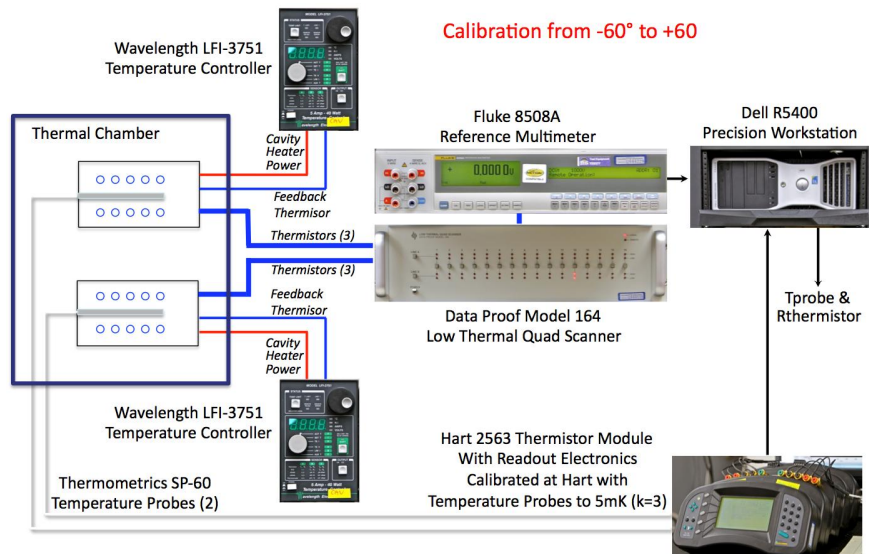 Calibration from -60° to +60
Wavelength LFI-3751
Temperature Controller
Thermal Chamber
Cavity
Heater
Power
Feedback
Thermisor
Thermistors (3)
Thermistors (3)
Feedback
Thermisor
Cavity
Heater
Power
Fluke 8508A
Reference Multimeter
0.0000
Data Proof Model 164
Low Thermal Quad Scanner
Dell R5400
Precision Workstation
Tprobe &
Rthermistor
Wavelength LFI-3751
Temperature Controller
Thermometrics SP-60
Temperature Probes (2)
Hart 2563 Thermistor Module
With Readout Electronics
Calibrated at Hart with
Temperature Probes to 5mK (k=3)